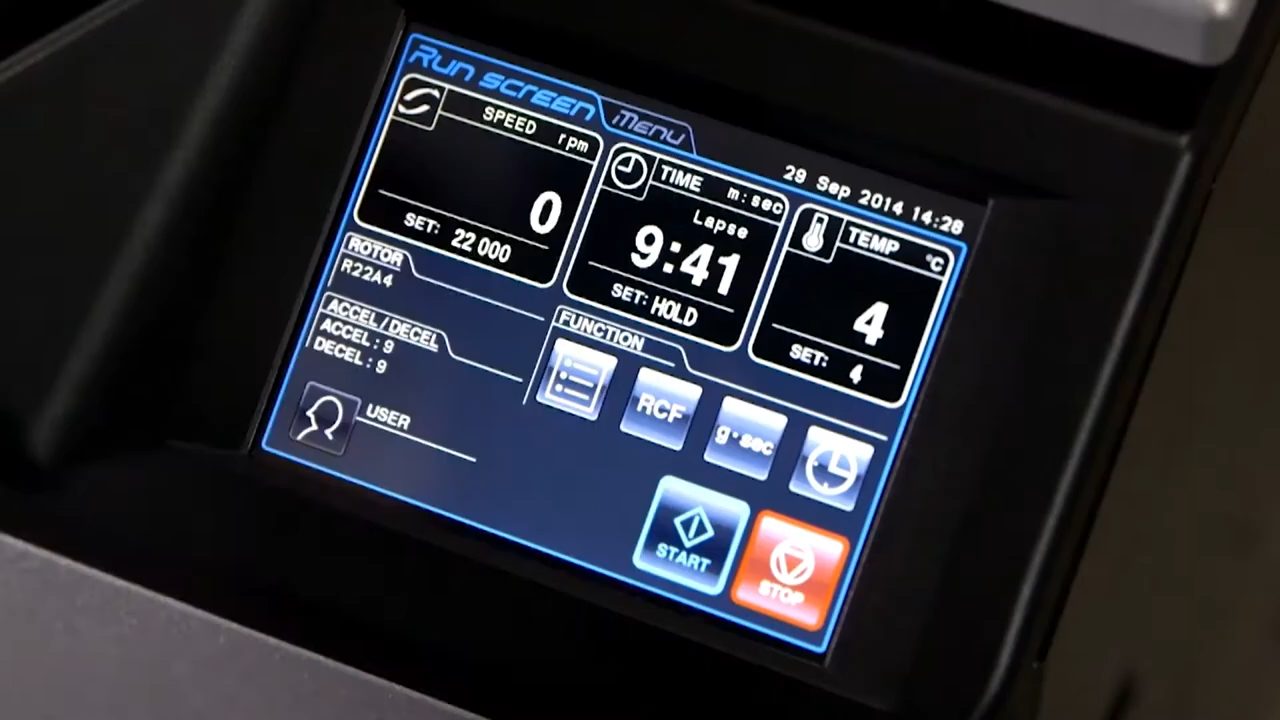 Run screen
Menu
29 Sep 2014 14:28
SPEED rpm
0
SET: 22 000
TIME m:sec
Lapse
9:41
SET: HOLD
TEMP °C
4
SET: 4
ROTOR
R22A4
ACCEL/DECEL
ACCEL : 9
DECEL : 9
USER
FUNCTION
RCF
g·sec
START
STOP